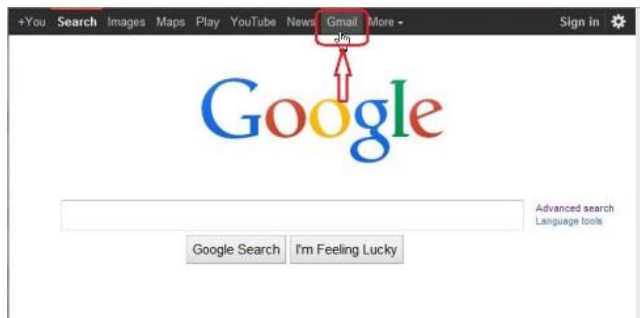 +You Search Images Maps Play YouTube News Gmail More Sign in
Google
Advanced search
Language tools
Google Search I'm Feeling Lucky